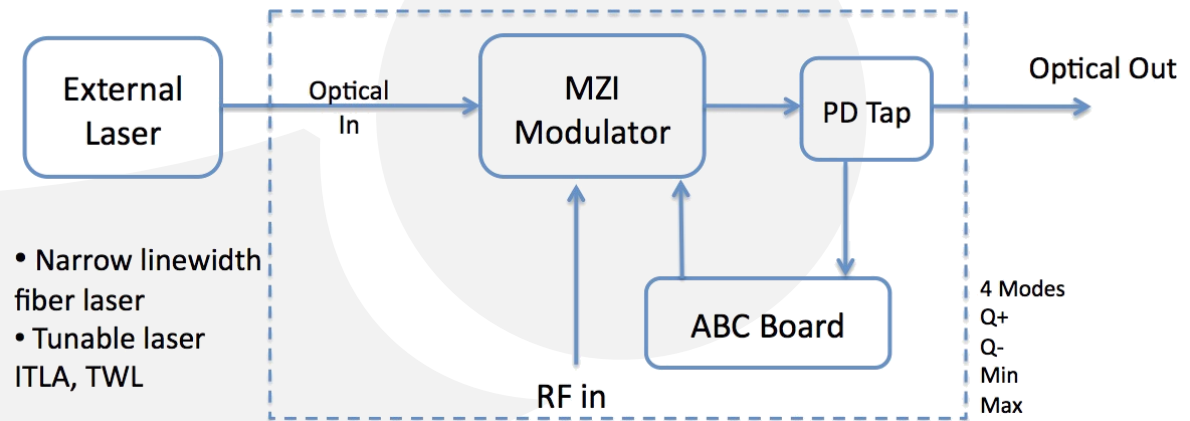 External
Laser
Optical
In
MZI
Modulator
PD Tap
Optical Out
• Narrow linewidth
fiber laser
• Tunable laser
ITLA, TWL
RF in
ABC Board
4 Modes
Q+
Q-
Min
Max